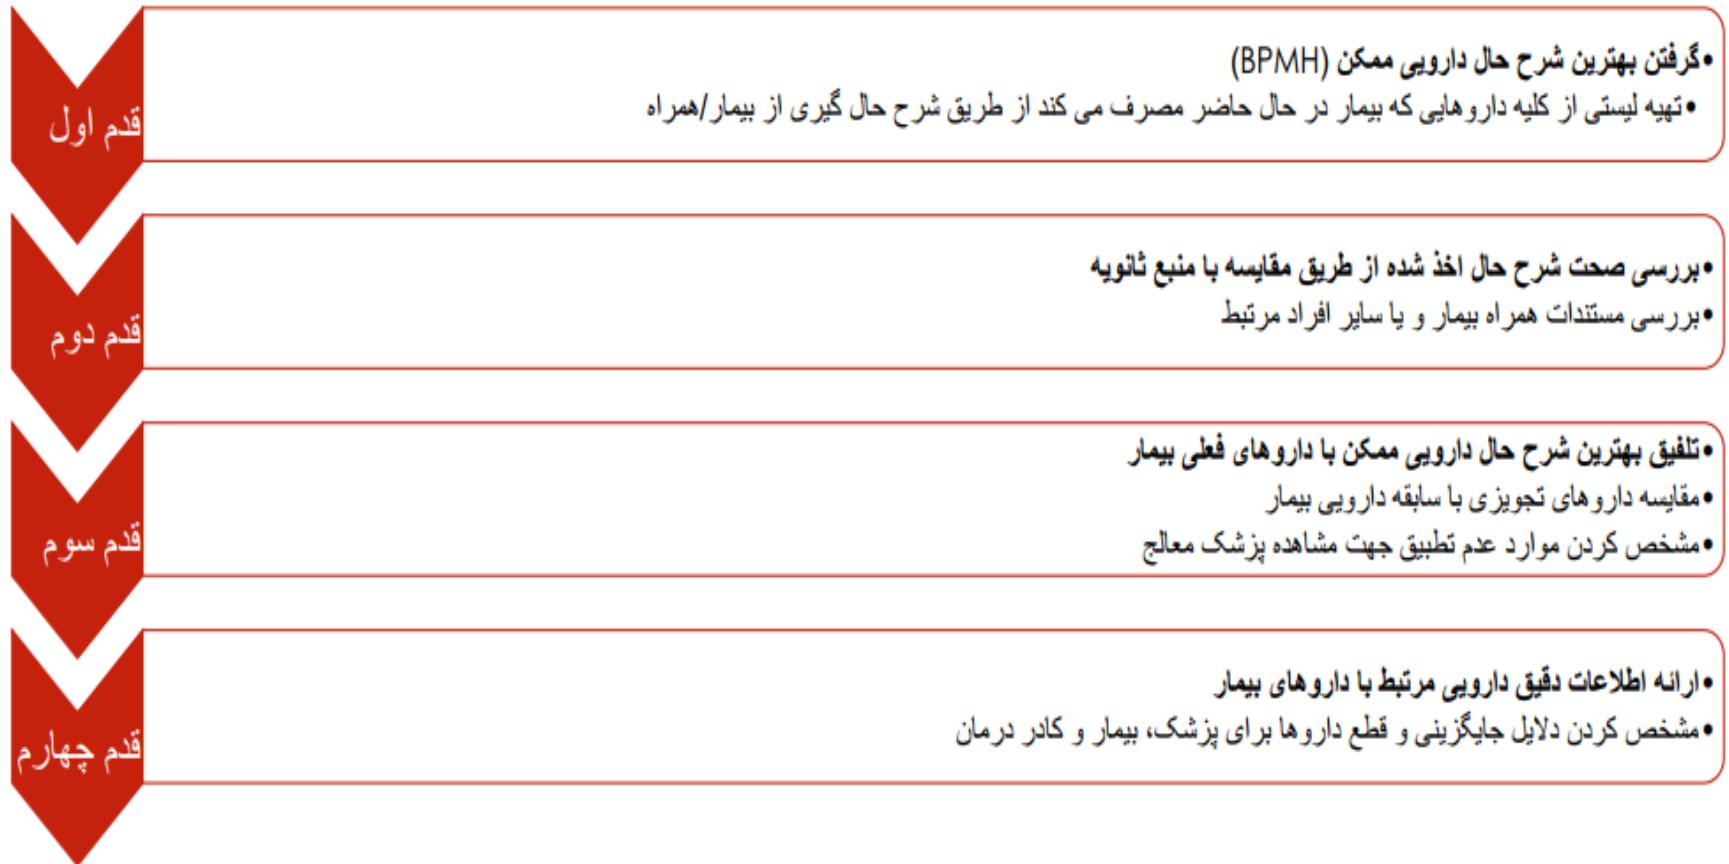 قدم اول
•گرفتن بهترین شرح حال دارویی ممکن (BPMH)
•تهیه لیستی از کلیه داروهایی که بیمار در حال حاضر مصرف می کند از طریق شرح حال گیری از بیمار/همراه
قدم دوم
•بررسی صحت شرح حال اخذ شده از طریق مقایسه با منبع ثانویه
•بررسی مستندات همراه بیمار و یا سایر افراد مرتبط
قدم سوم
•تلفیق بهترین شرح حال دارویی ممکن با داروهای فعلی بیمار
•مقایسه داروهای تجویزی با سابقه دارویی بیمار
•مشخص کردن موارد عدم تطبیق جهت مشاهده پزشک معالج
قدم چهارم
•ارائه اطلاعات دقیق دارویی مرتبط با داروهای بیمار
•مشخص کردن دلایل جایگزینی و قطع داروها برای پزشک، بیمار و کادر درمان